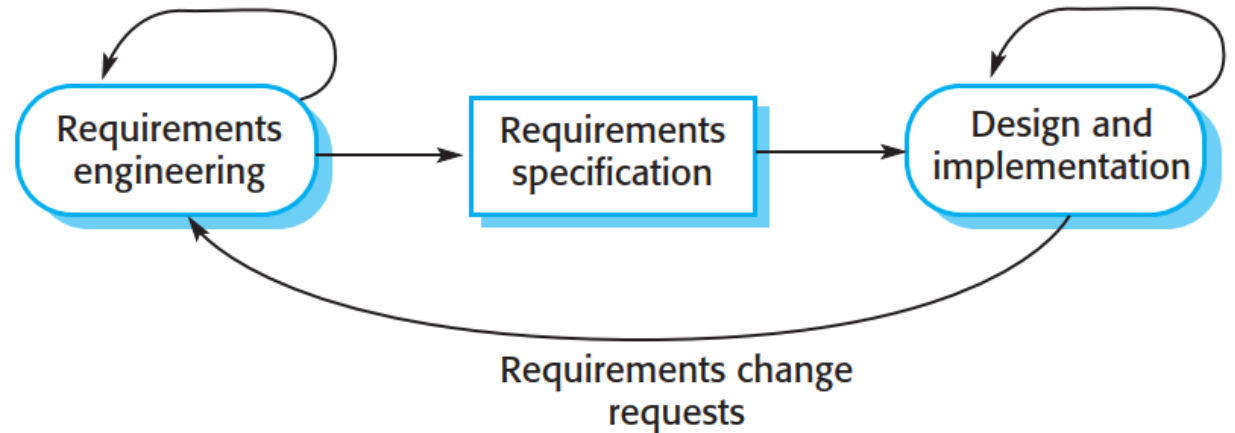 Requirements
engineering
Requirements
specification
Design and
implementation
Requirements change
requests